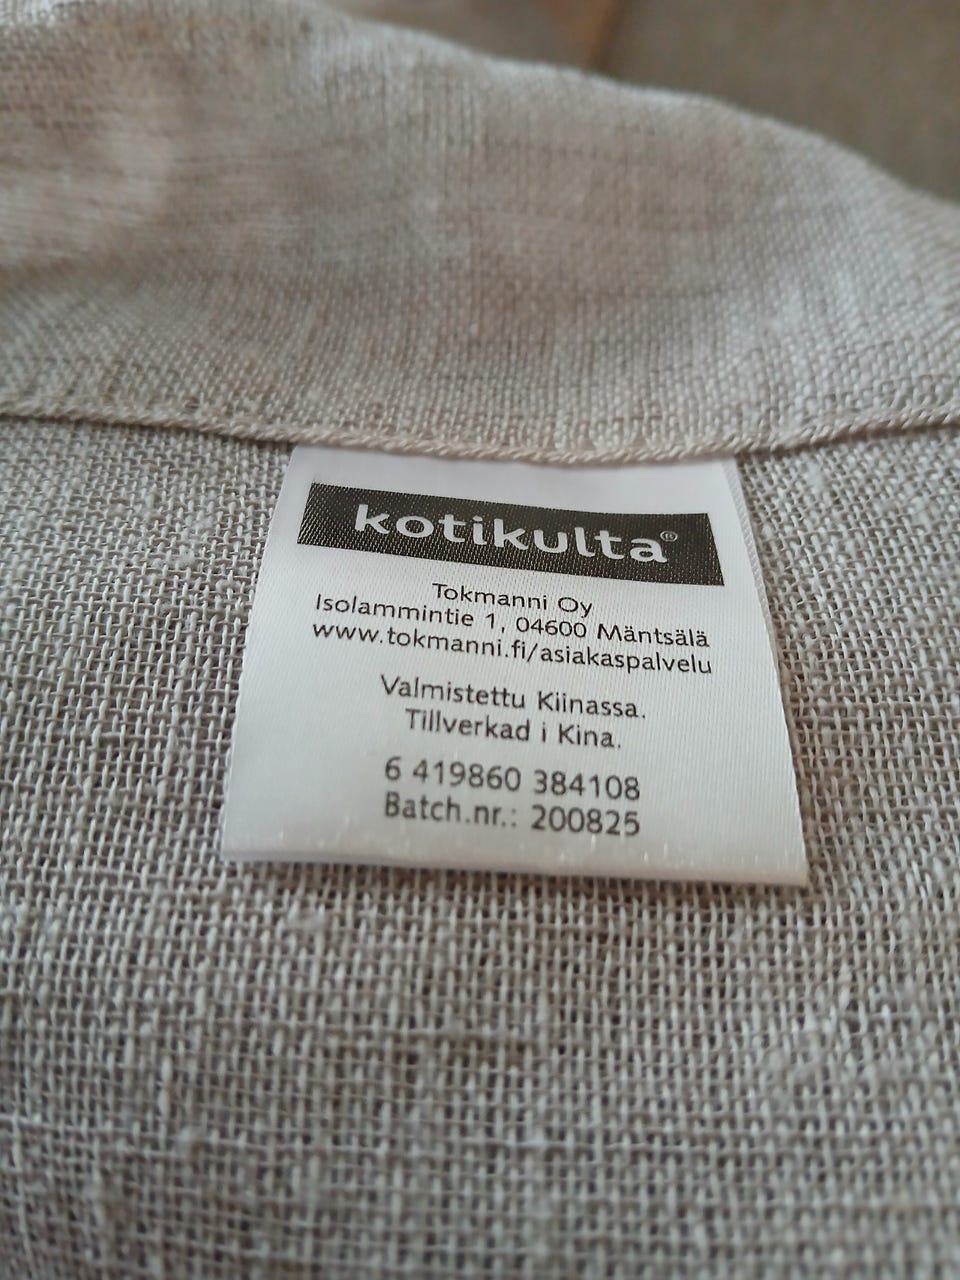 kotikulta®
Tokmanni Oy
Isolammintie 1, 04600 Mäntsälä
www.tokmanni.fi/asiakaspalvelu
Valmistettu Kiinassa.
Tillverkad i Kina.
6 419860 384108
Batch.nr.: 200825